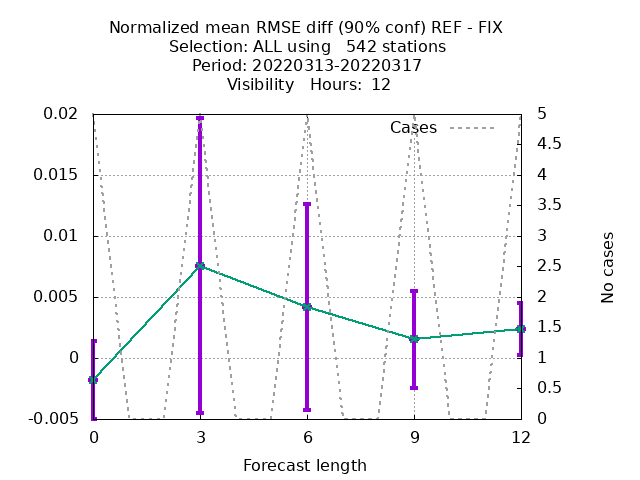 Normalized mean RMSE diff (90% conf) REF - FIX
Selection: ALL using   542 stations
Period: 20220313-20220317
Visibility   Hours: 12
Cases
0.02
0.015
0.01
0.005
0
-0.005
5
4.5
4
3.5
3
2.5
2
1.5
1
0.5
0
No cases
0 3 6 9 12
Forecast length